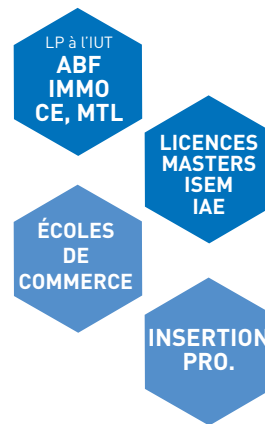 LP à l'IUT
ABF
IMMO
CE, MTL
LICENCES
MASTERS
ISEM
IAE
ÉCOLES
DE
COMMERCE
INSERTION
PRO.